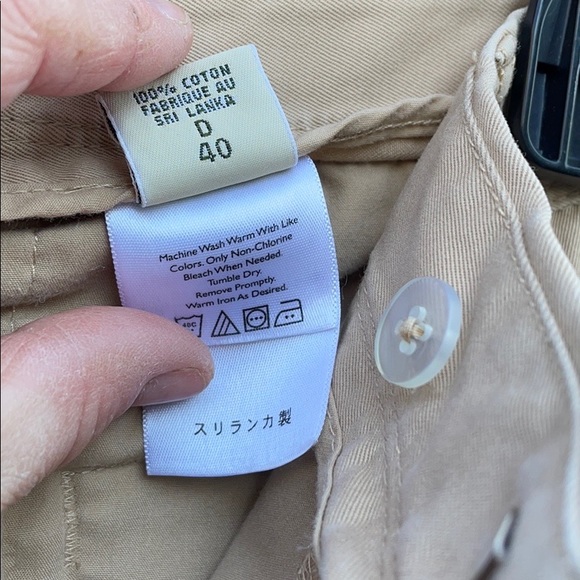 100% COTON
FABRIQUE AU
SRI LANKA
D
40
Machine Wash Warm With Like
Colors. Only Non-Chlorine
Bleach When Needed.
Tumble Dry.
Remove Promptly.
Warm Iron As Desired.
40C
スリランカ製